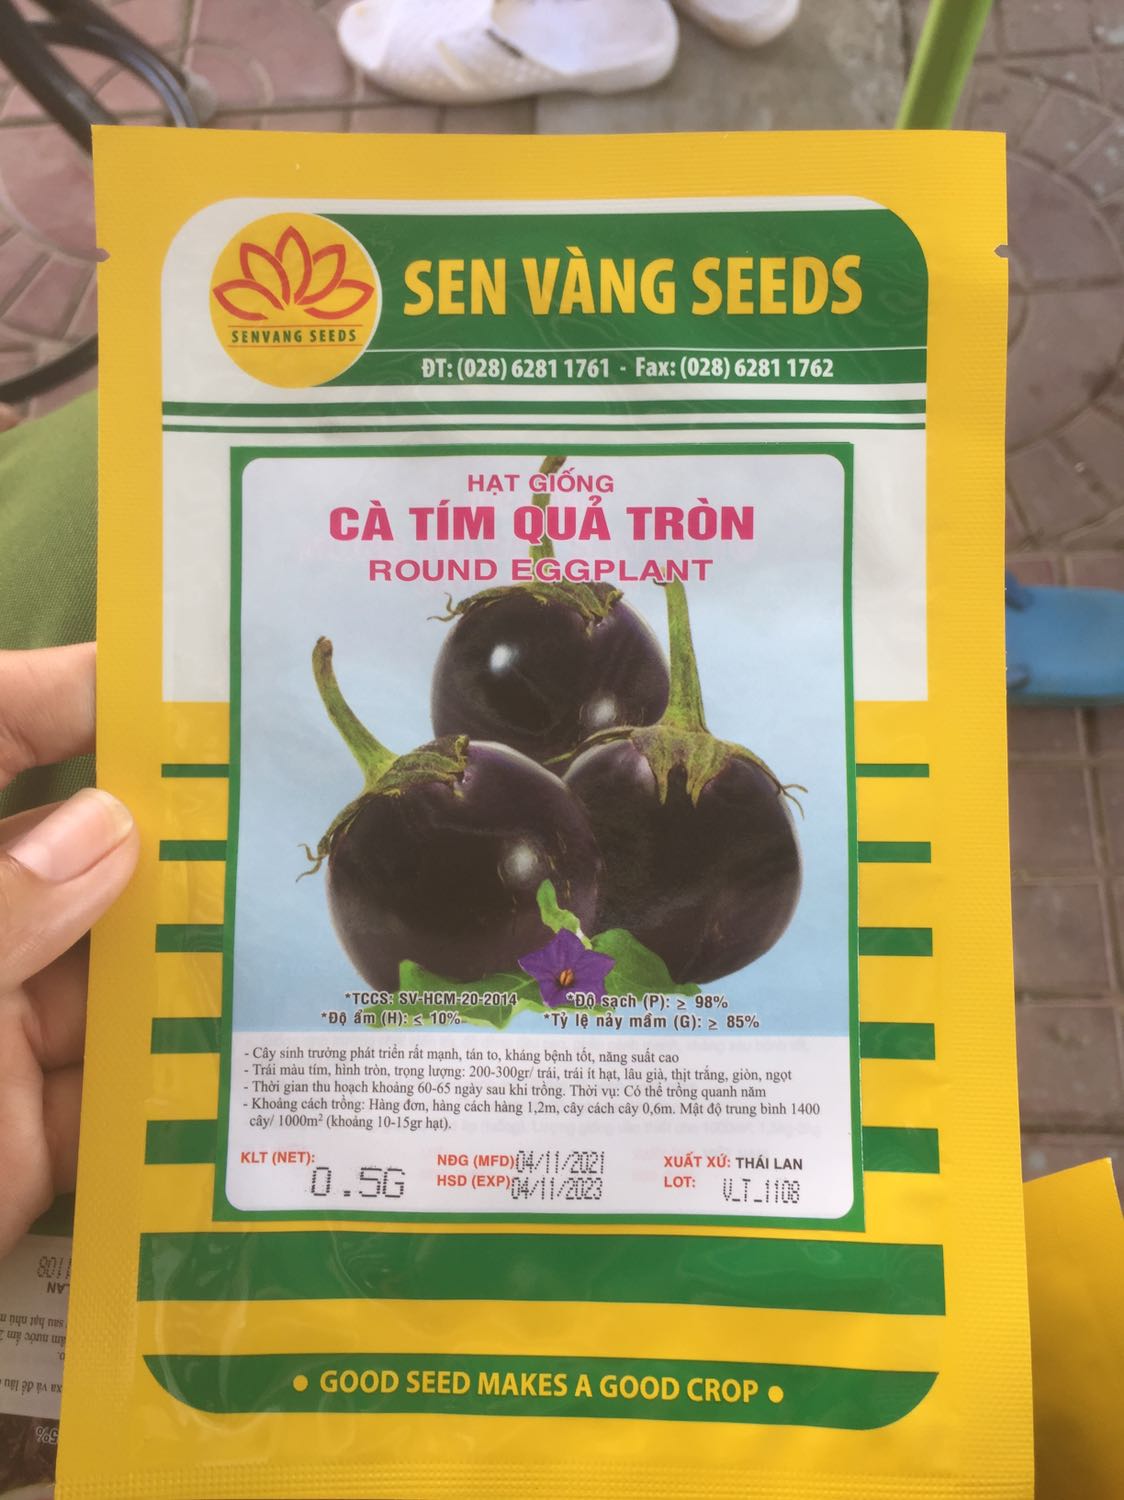 SENVANG SEEDS
SEN VÀNG SEEDS
ĐT: (028) 6281 1761 - Fax: (028) 6281 1762
HẠT GIỐNG
CÀ TÍM QUẢ TRÒN
ROUND EGGPLANT
*TCCS: SV-HCM-20-2014 *Độ sạch (P): ≥ 98%
*Độ ẩm (H): ≤ 10% *Tỷ lệ nảy mầm (G): ≥ 85%
- Cây sinh trưởng phát triển rất mạnh, tán to, kháng bệnh tốt, năng suất cao
- Trái màu tím, hình tròn, trọng lượng: 200-300gr/ trái, trái ít hạt, lâu già, thịt trắng, giòn, ngọt
- Thời gian thu hoạch khoảng 60-65 ngày sau khi trồng. Thời vụ: Có thể trồng quanh năm
- Khoảng cách trồng: Hàng đơn, hàng cách hàng 1,2m, cây cách cây 0,6m. Mật độ trung bình 1400
cây/ 1000m² (khoảng 10-15gr hạt).
KLT (NET): 0.5G NĐG (MFD): 04/11/2021 XUẤT XỨ: THÁI LAN
HSD (EXP): 04/11/2023 LOT: V_T_1108
• GOOD SEED MAKES A GOOD CROP •